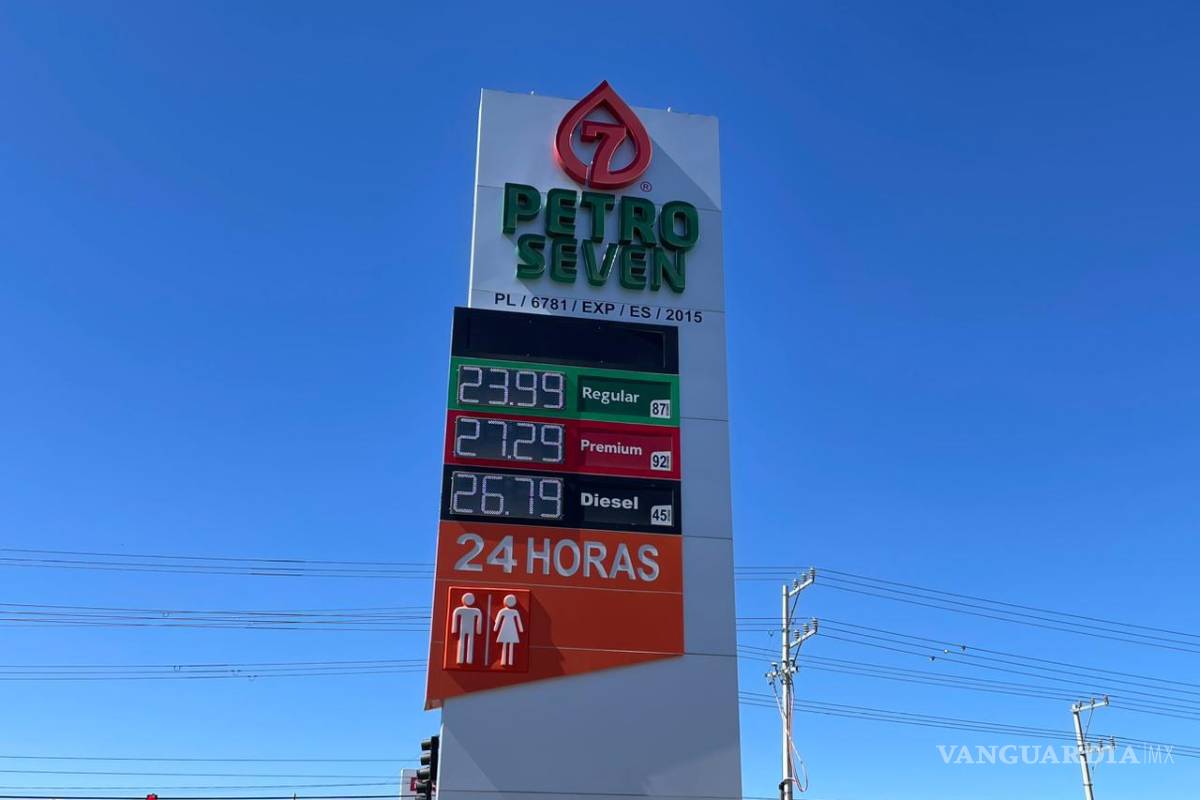 7
®
PETRO
SEVEN
PL / 6781 / EXP / ES / 2015
23.99 Regular 87
27.29 Premium 92
26.79 Diesel 45
24 HORAS
VANGUARDIA|MX